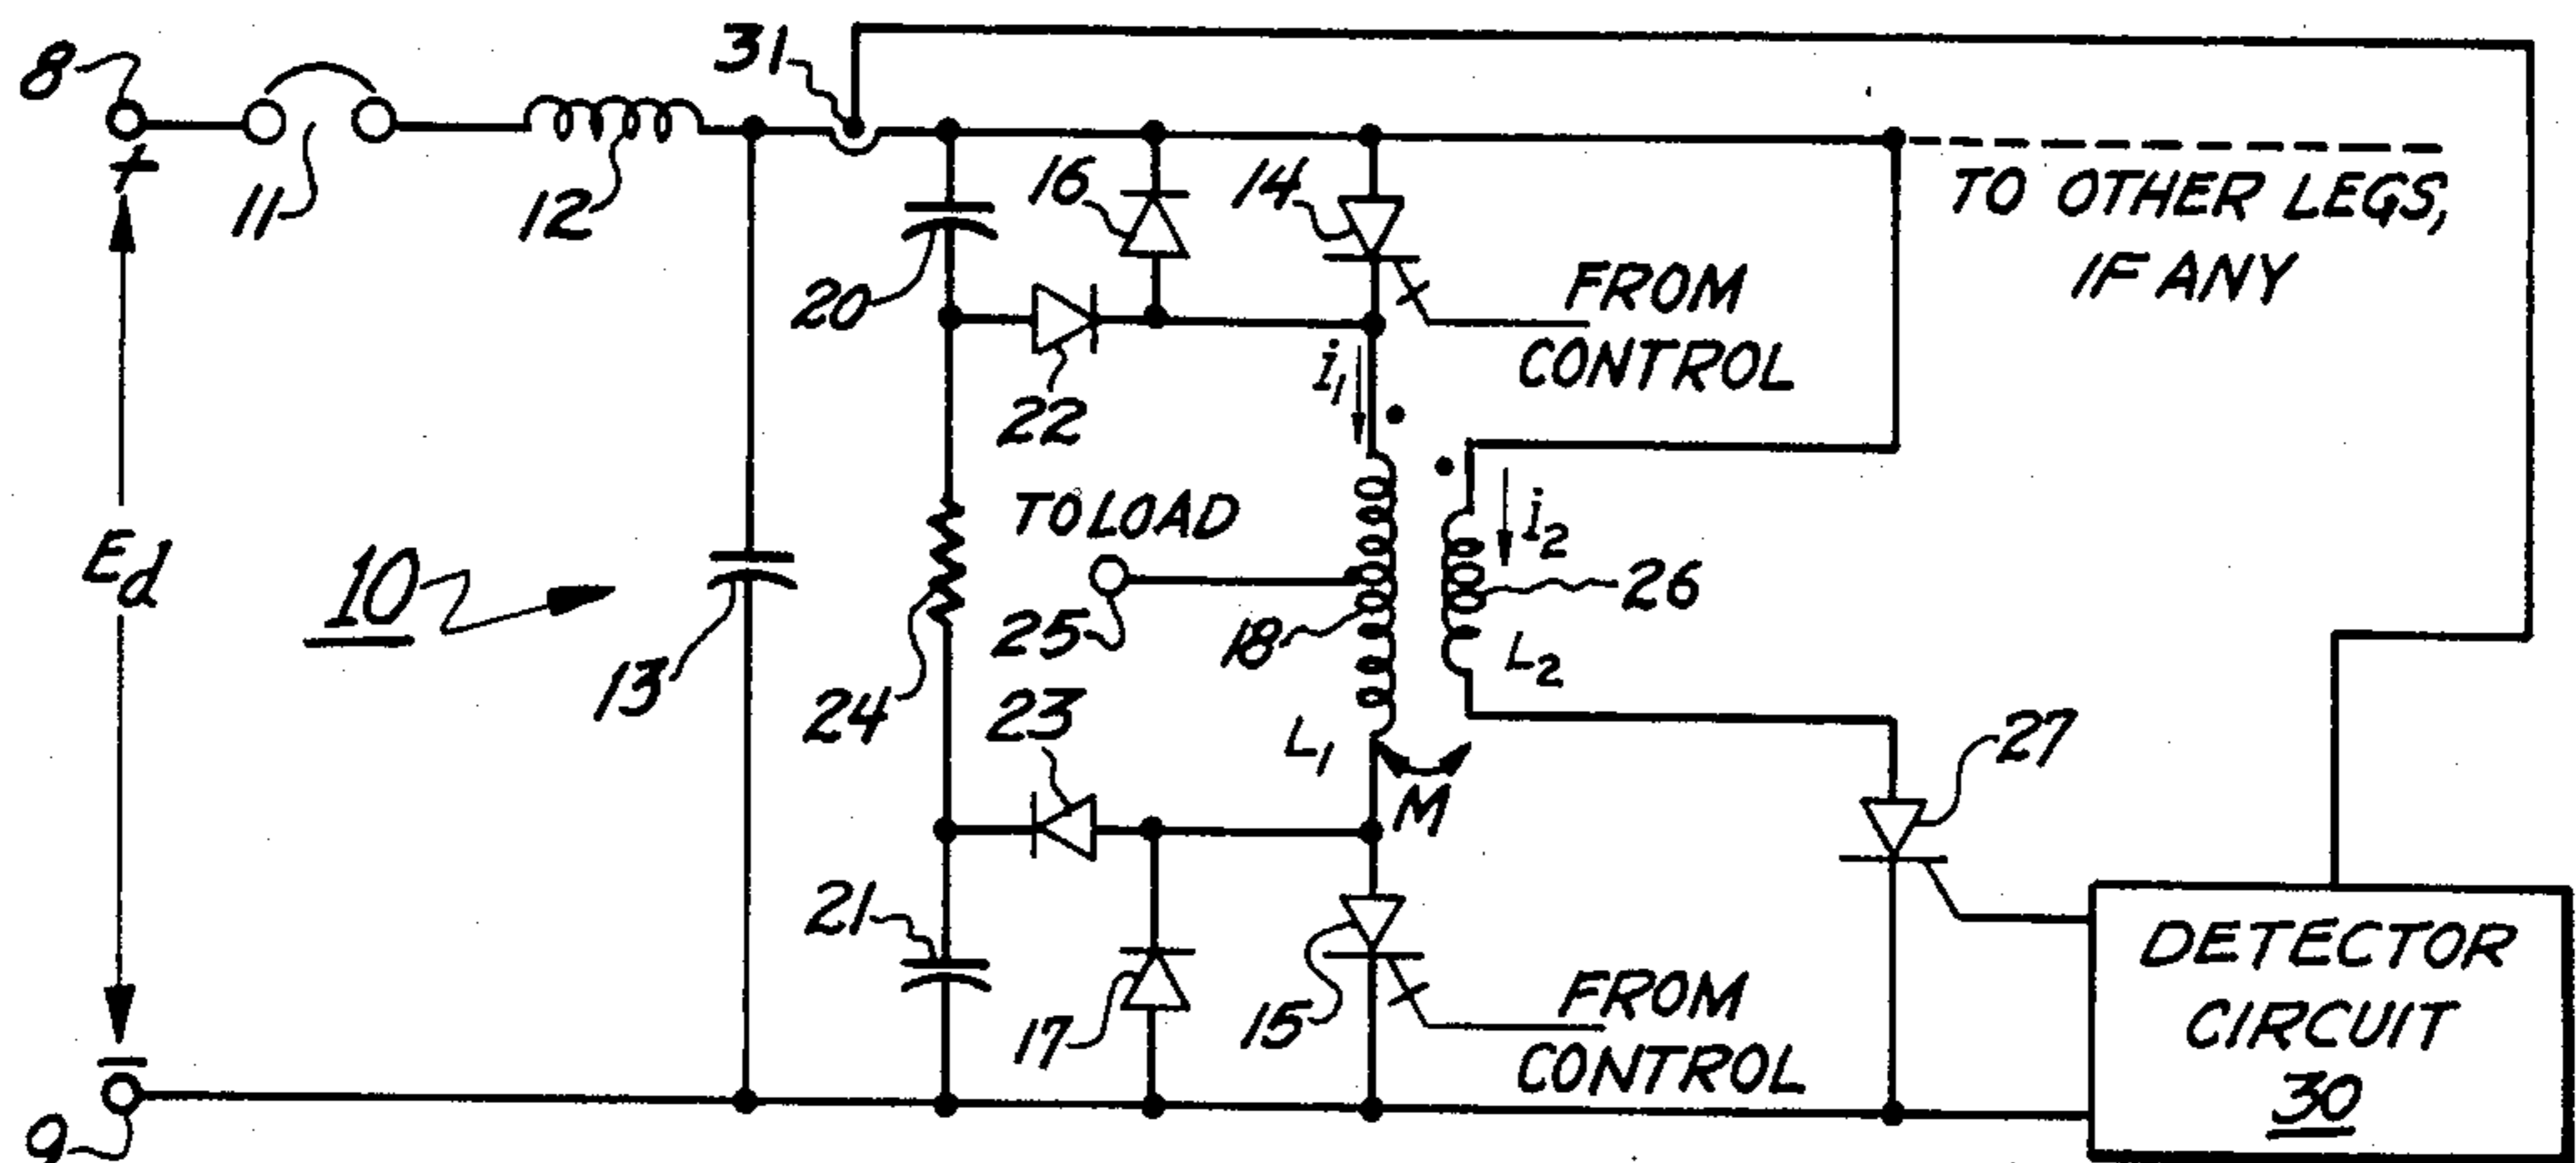 8
+
11
12
31
16
14
TO OTHER LEGS,
IF ANY
20
22
FROM
CONTROL
i1
Ed
10
13
TO LOAD
25
24
18
i2
26
L2
23
L1
M
27
21
17
15
FROM
CONTROL
DETECTOR
CIRCUIT
30
−
9